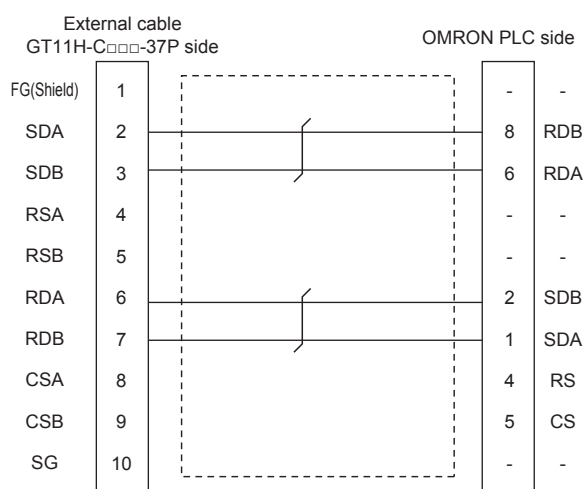 External cable
GT11H-C□□□-37P side
OMRON PLC side
FG(Shield) 1 - -
SDA 2 8 RDB
SDB 3 6 RDA
RSA 4 - -
RSB 5 - -
RDA 6 2 SDB
RDB 7 1 SDA
CSA 8 4 RS
CSB 9 5 CS
SG 10 - -